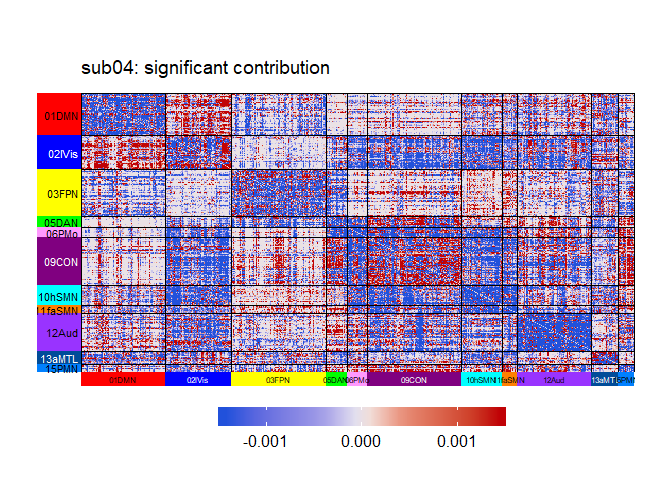 sub04: significant contribution
01DMN
02lVis
03FPN
05DAN
06PMo
09CON
10hSMN
11faSMN
12Aud
13aMTL
15PMN
01DMN
02lVis
03FPN
05DAN
06PMo
09CON
10hSMN
11faSMN
12Aud
13aMTL
15PMN
-0.001 0.000 0.001